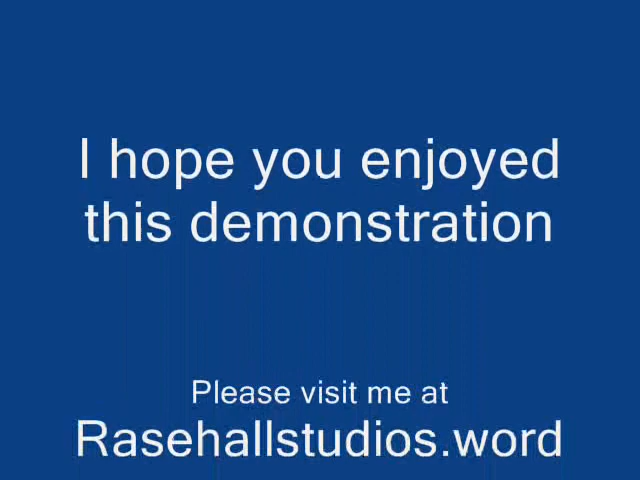 I hope you enjoyed
this demonstration
Please visit me at
Rasehallstudios.word